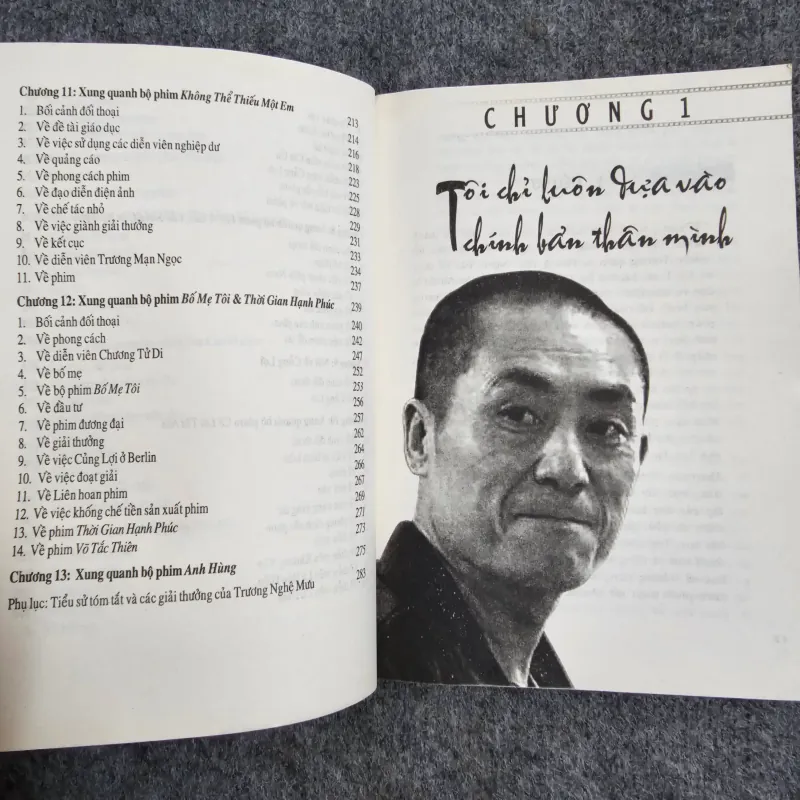 Chương 11: Xung quanh bộ phim Không Thể Thiếu Một Em 213
1. Bối cảnh đối thoại 214
2. Về đề tài giáo dục 216
3. Về việc sử dụng các diễn viên nghiệp dư 218
4. Về quảng cáo 223
5. Về phong cách phim 225
6. Về đạo diễn điện ảnh 228
7. Về chế tác nhỏ 229
8. Về việc giành giải thưởng 231
9. Về kết cục 233
10. Về diễn viên Trương Mạn Ngọc 234
11. Về phim 237
Chương 12: Xung quanh bộ phim Bố Mẹ Tôi & Thời Gian Hạnh Phúc 239
1. Bối cảnh đối thoại 240
2. Về phong cách 242
3. Về diễn viên Chương Tử Di 247
4. Về bố mẹ 252
5. Về bộ phim Bố Mẹ Tôi 253
6. Về đầu tư 256
7. Về phim đương đại 257
8. Về giải thưởng 262
9. Về việc Củng Lợi ở Berlin 264
10. Về việc đoạt giải 266
11. Về Liên hoan phim 267
12. Về việc khống chế tiền sản xuất phim 269
13. Về phim Thời Gian Hạnh Phúc 271
14. Về phim Võ Tắc Thiên 273
Chương 13: Xung quanh bộ phim Anh Hùng 275
Phụ lục: Tiểu sử tóm tắt và các giải thưởng của Trương Nghệ Mưu 283
CHƯƠNG 1
Tôi chỉ luôn dựa vào
chính bản thân mình